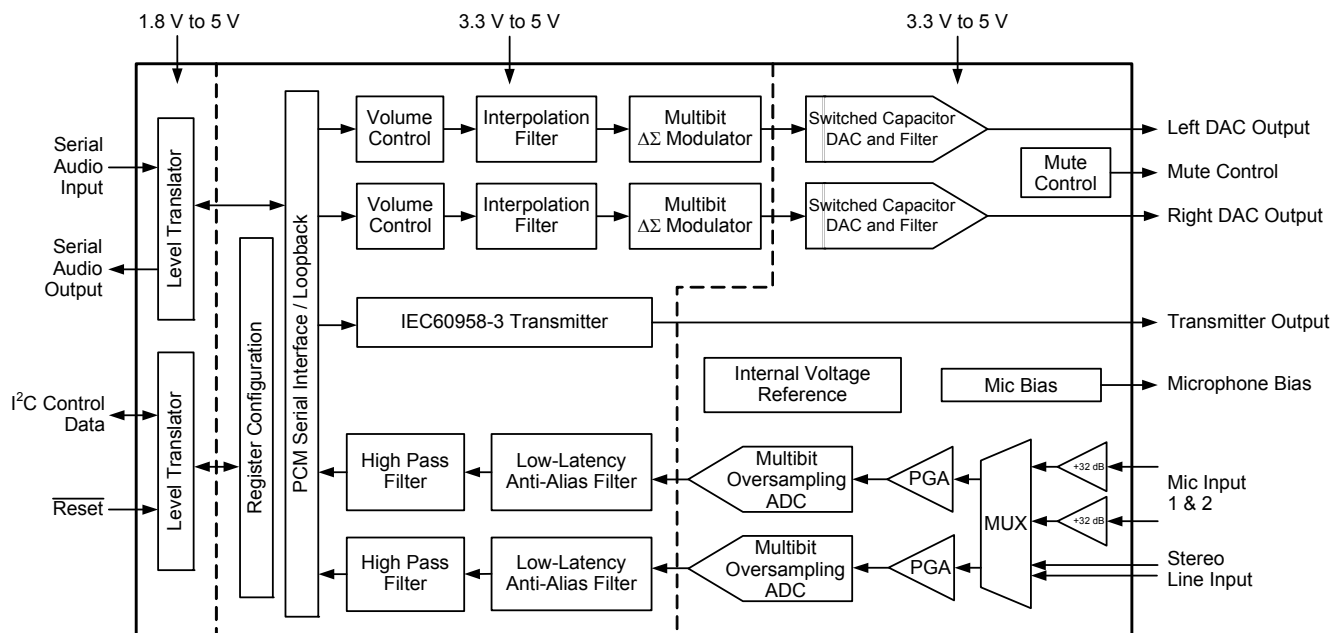 1.8 V to 5 V
3.3 V to 5 V
3.3 V to 5 V
Serial
Audio
Input
Serial
Audio
Output
I²C Control
Data
Reset
Level Translator
Level Translator
Register Configuration
PCM Serial Interface / Loopback
Volume
Control
Interpolation
Filter
Multibit
ΔΣ Modulator
Switched Capacitor
DAC and Filter
Left DAC Output
Mute
Control
Mute Control
Volume
Control
Interpolation
Filter
Multibit
ΔΣ Modulator
Switched Capacitor
DAC and Filter
Right DAC Output
IEC60958-3 Transmitter
Transmitter Output
Internal Voltage
Reference
Mic Bias
Microphone Bias
High Pass
Filter
Low-Latency
Anti-Alias Filter
Multibit
Oversampling
ADC
PGA
MUX
+32 dB
+32 dB
Mic Input
1 & 2
High Pass
Filter
Low-Latency
Anti-Alias Filter
Multibit
Oversampling
ADC
PGA
Stereo
Line Input